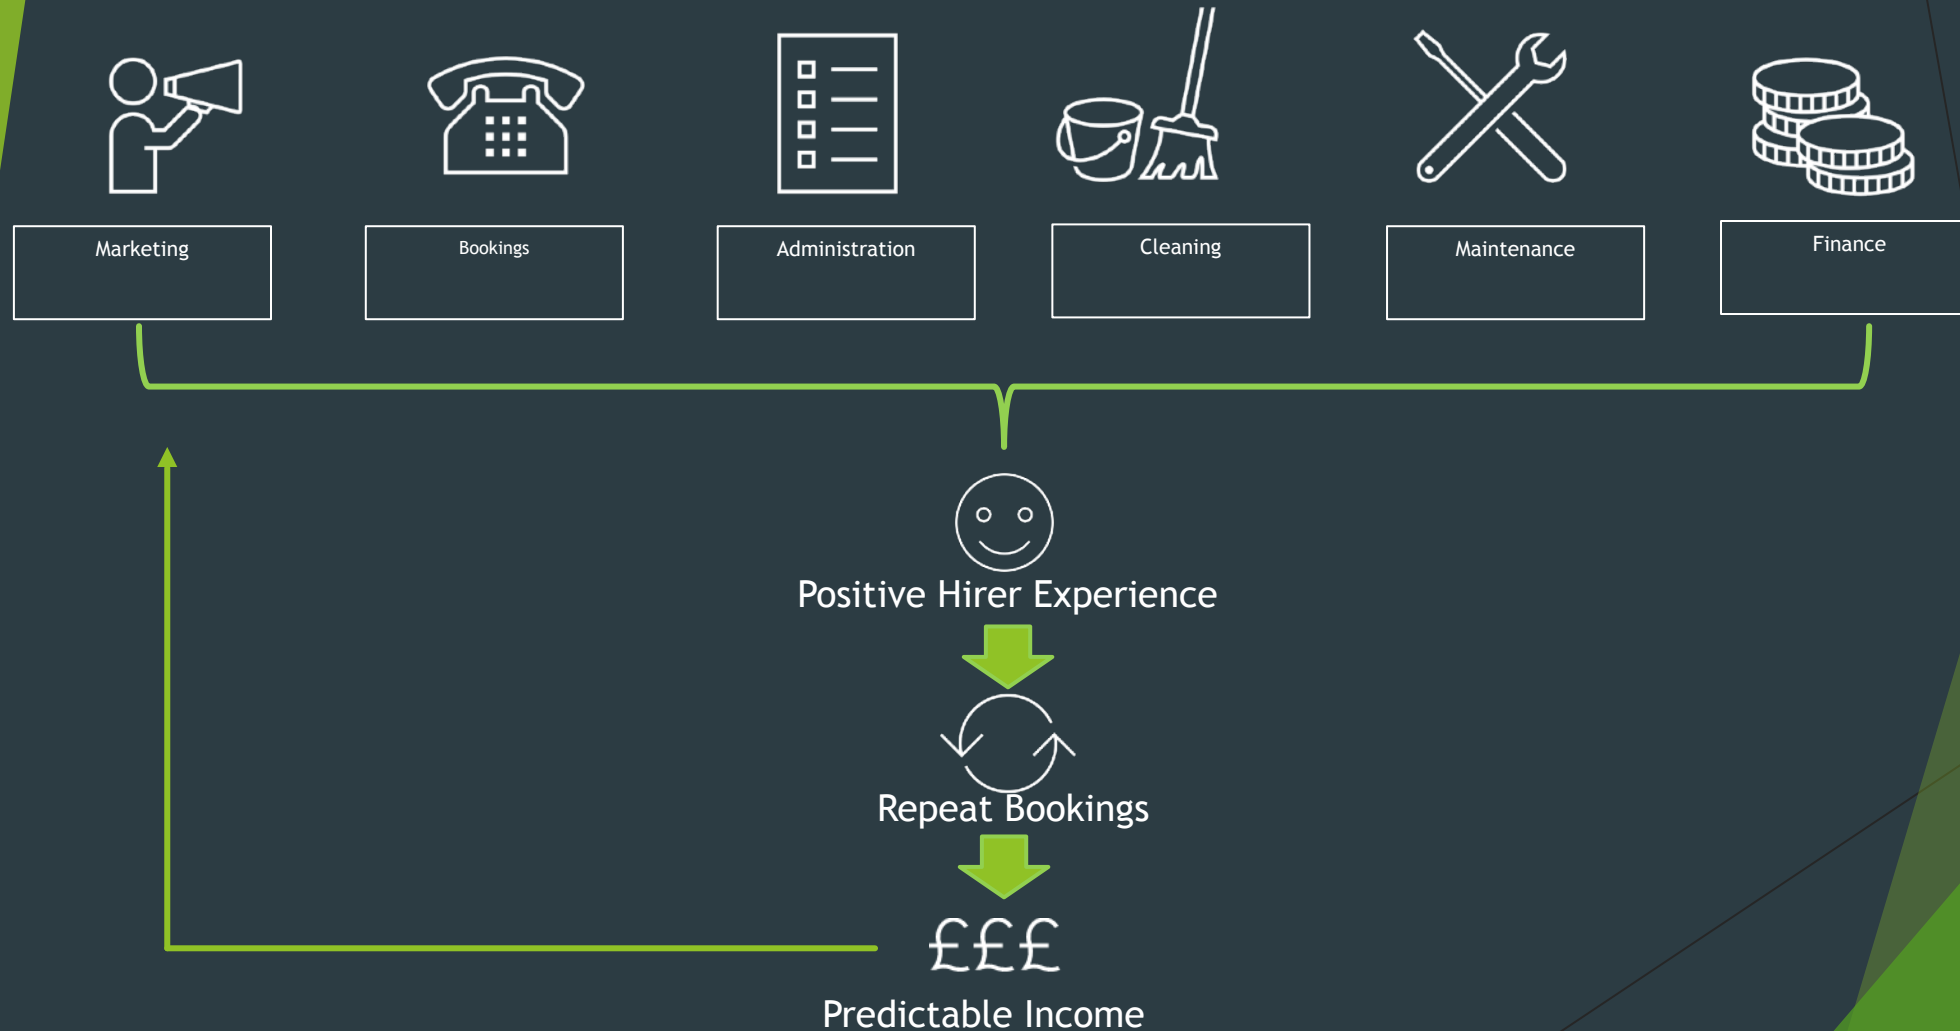 Marketing
Bookings
Administration
Cleaning
Maintenance
Finance
Positive Hirer Experience
Repeat Bookings
£££
Predictable Income